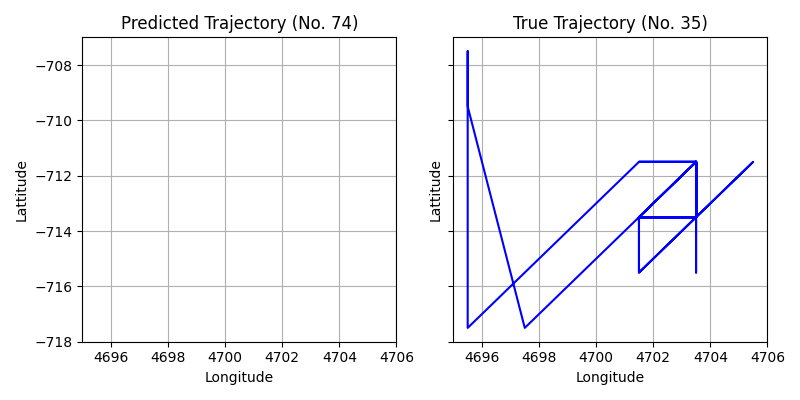 Predicted Trajectory (No. 74)
True Trajectory (No. 35)
Lattitude
−708
−710
−712
−714
−716
−718
4696 4698 4700 4702 4704 4706
Longitude
Lattitude
4696 4698 4700 4702 4704 4706
Longitude